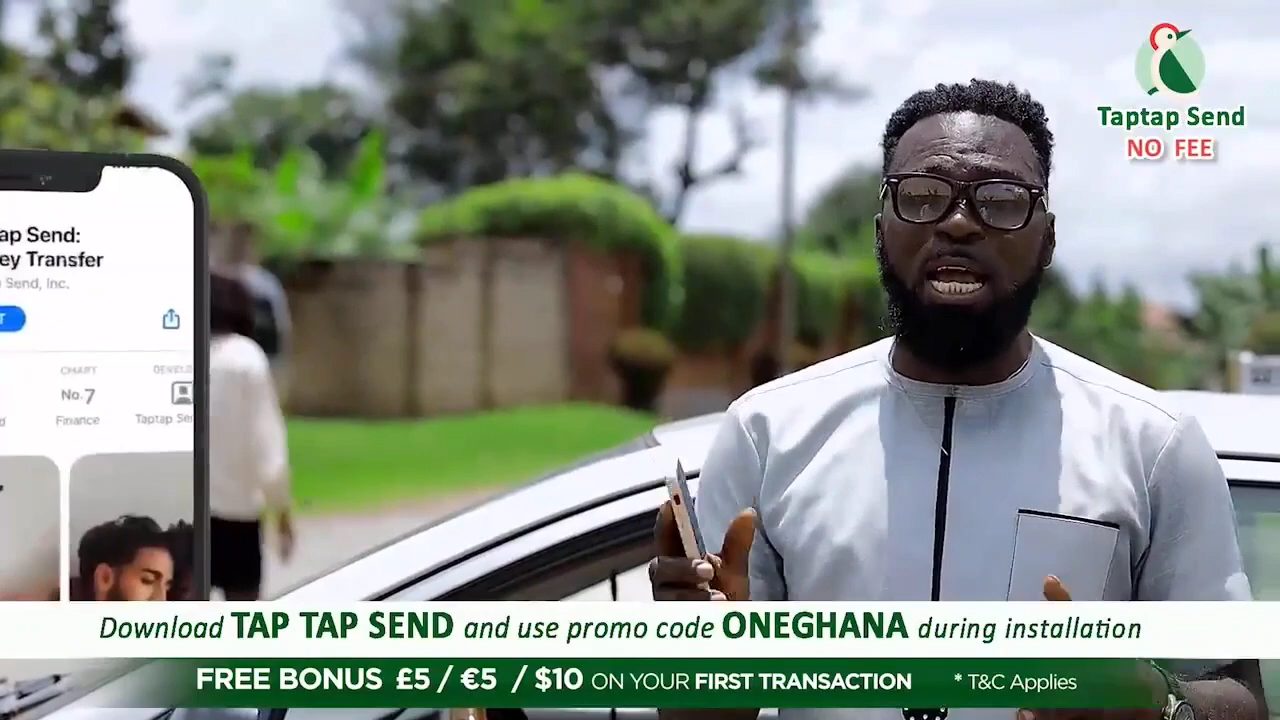 Taptap Send
NO FEE
ap Send:
ey Transfer
Send, Inc.
T
CHART
No.7
Finance
DEVEL
Taptap Se
Download TAP TAP SEND and use promo code ONEGHANA during installation
FREE BONUS £5 / €5 / $10 ON YOUR FIRST TRANSACTION * T&C Applies